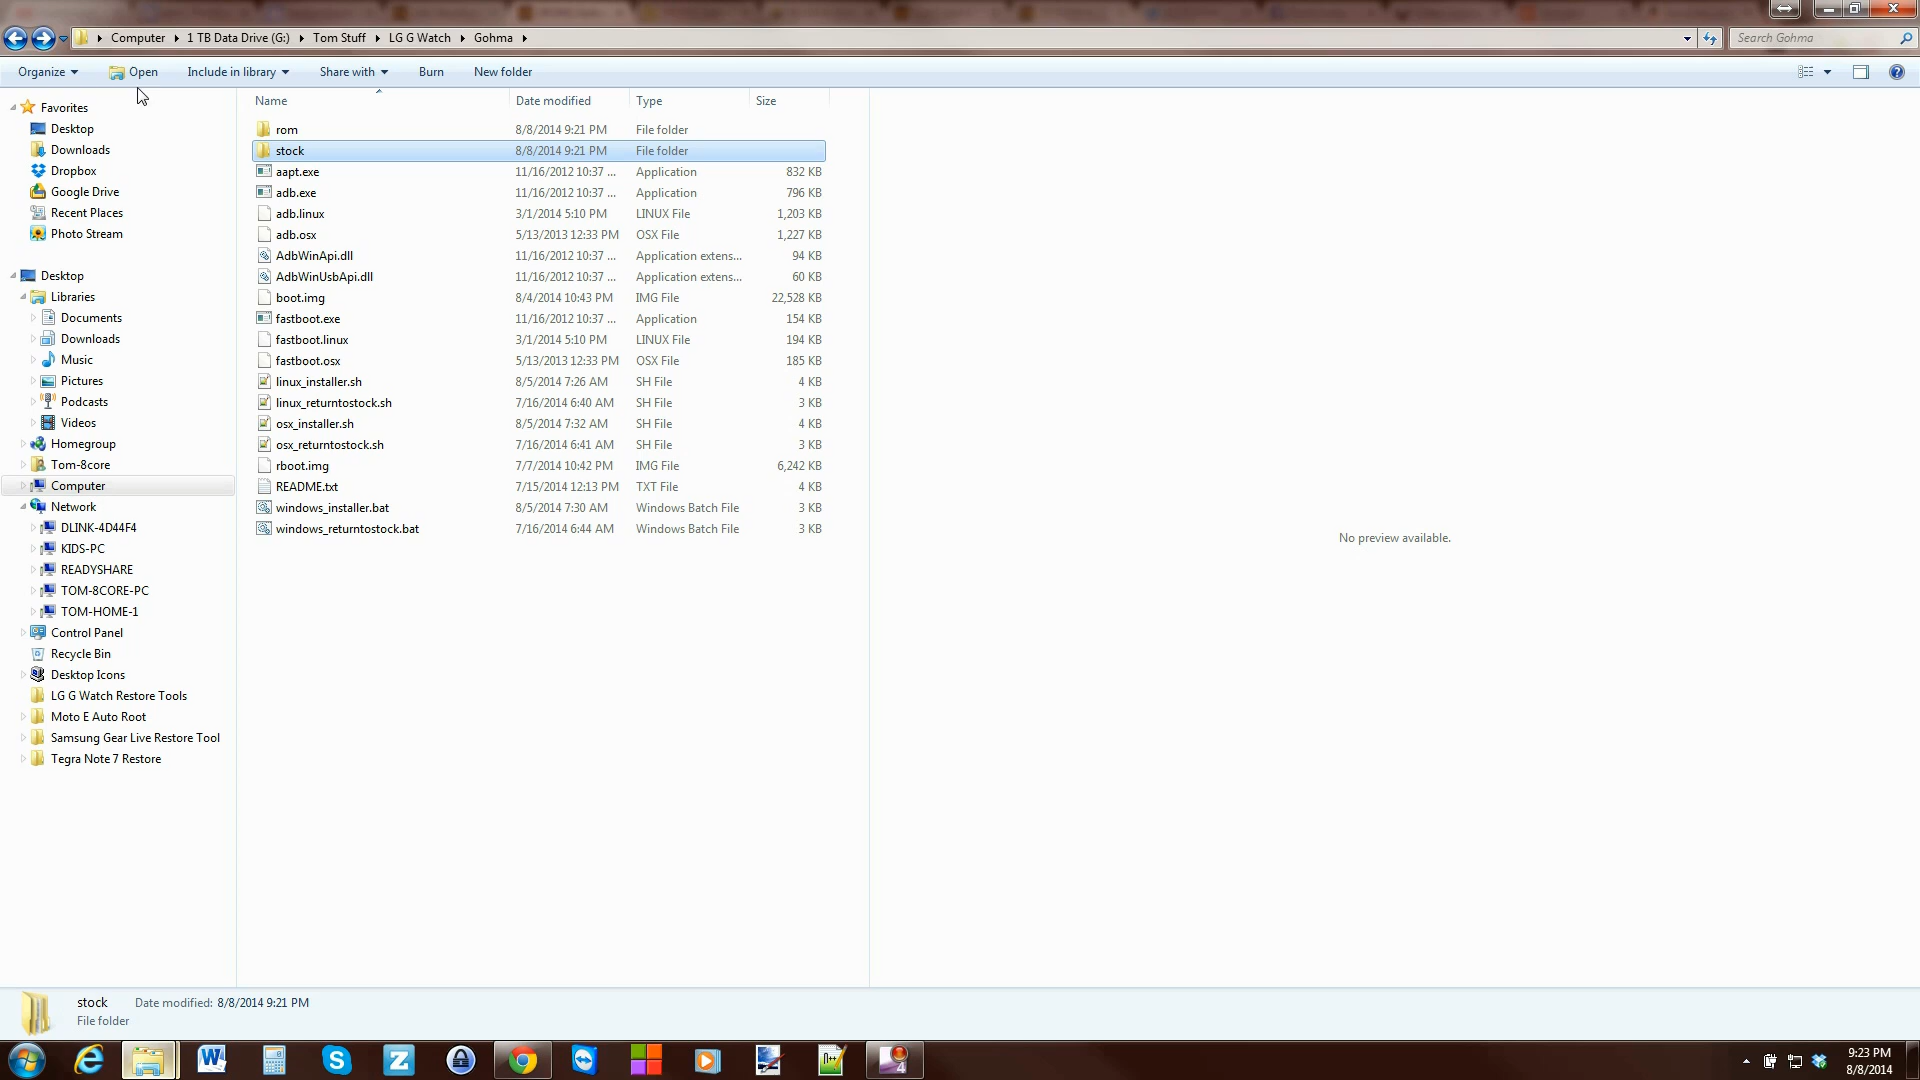 Computer 1 TB Data Drive (G:) Tom Stuff LG G Watch Gohma Search Gohma
Organize Open Include in library Share with Burn New folder
Favorites
Desktop
Downloads
Dropbox
Google Drive
Recent Places
Photo Stream
Desktop
Libraries
Documents
Downloads
Music
Pictures
Podcasts
Videos
Homegroup
Tom-8core
Computer
Network
DLINK-4D44F4
KIDS-PC
READYSHARE
TOM-8CORE-PC
TOM-HOME-1
Control Panel
Recycle Bin
Desktop Icons
LG G Watch Restore Tools
Moto E Auto Root
Samsung Gear Live Restore Tool
Tegra Note 7 Restore
Name Date modified Type Size
rom 8/8/2014 9:21 PM File folder
stock 8/8/2014 9:21 PM File folder
aapt.exe 11/16/2012 10:37 ... Application 832 KB
adb.exe 11/16/2012 10:37 ... Application 796 KB
adb.linux 3/1/2014 5:10 PM LINUX File 1,203 KB
adb.osx 5/13/2013 12:33 PM OSX File 1,227 KB
AdbWinApi.dll 11/16/2012 10:37 ... Application extens... 94 KB
AdbWinUsbApi.dll 11/16/2012 10:37 ... Application extens... 60 KB
boot.img 8/4/2014 10:43 PM IMG File 22,528 KB
fastboot.exe 11/16/2012 10:37 ... Application 154 KB
fastboot.linux 3/1/2014 5:10 PM LINUX File 194 KB
fastboot.osx 5/13/2013 12:33 PM OSX File 185 KB
linux_installer.sh 8/5/2014 7:26 AM SH File 4 KB
linux_returntostock.sh 7/16/2014 6:40 AM SH File 3 KB
osx_installer.sh 8/5/2014 7:32 AM SH File 4 KB
osx_returntostock.sh 7/16/2014 6:41 AM SH File 3 KB
rboot.img 7/7/2014 10:42 PM IMG File 6,242 KB
README.txt 7/15/2014 12:13 PM TXT File 4 KB
windows_installer.bat 8/5/2014 7:30 AM Windows Batch File 3 KB
windows_returntostock.bat 7/16/2014 6:44 AM Windows Batch File 3 KB
No preview available.
stock Date modified: 8/8/2014 9:21 PM
File folder
9:23 PM
8/8/2014